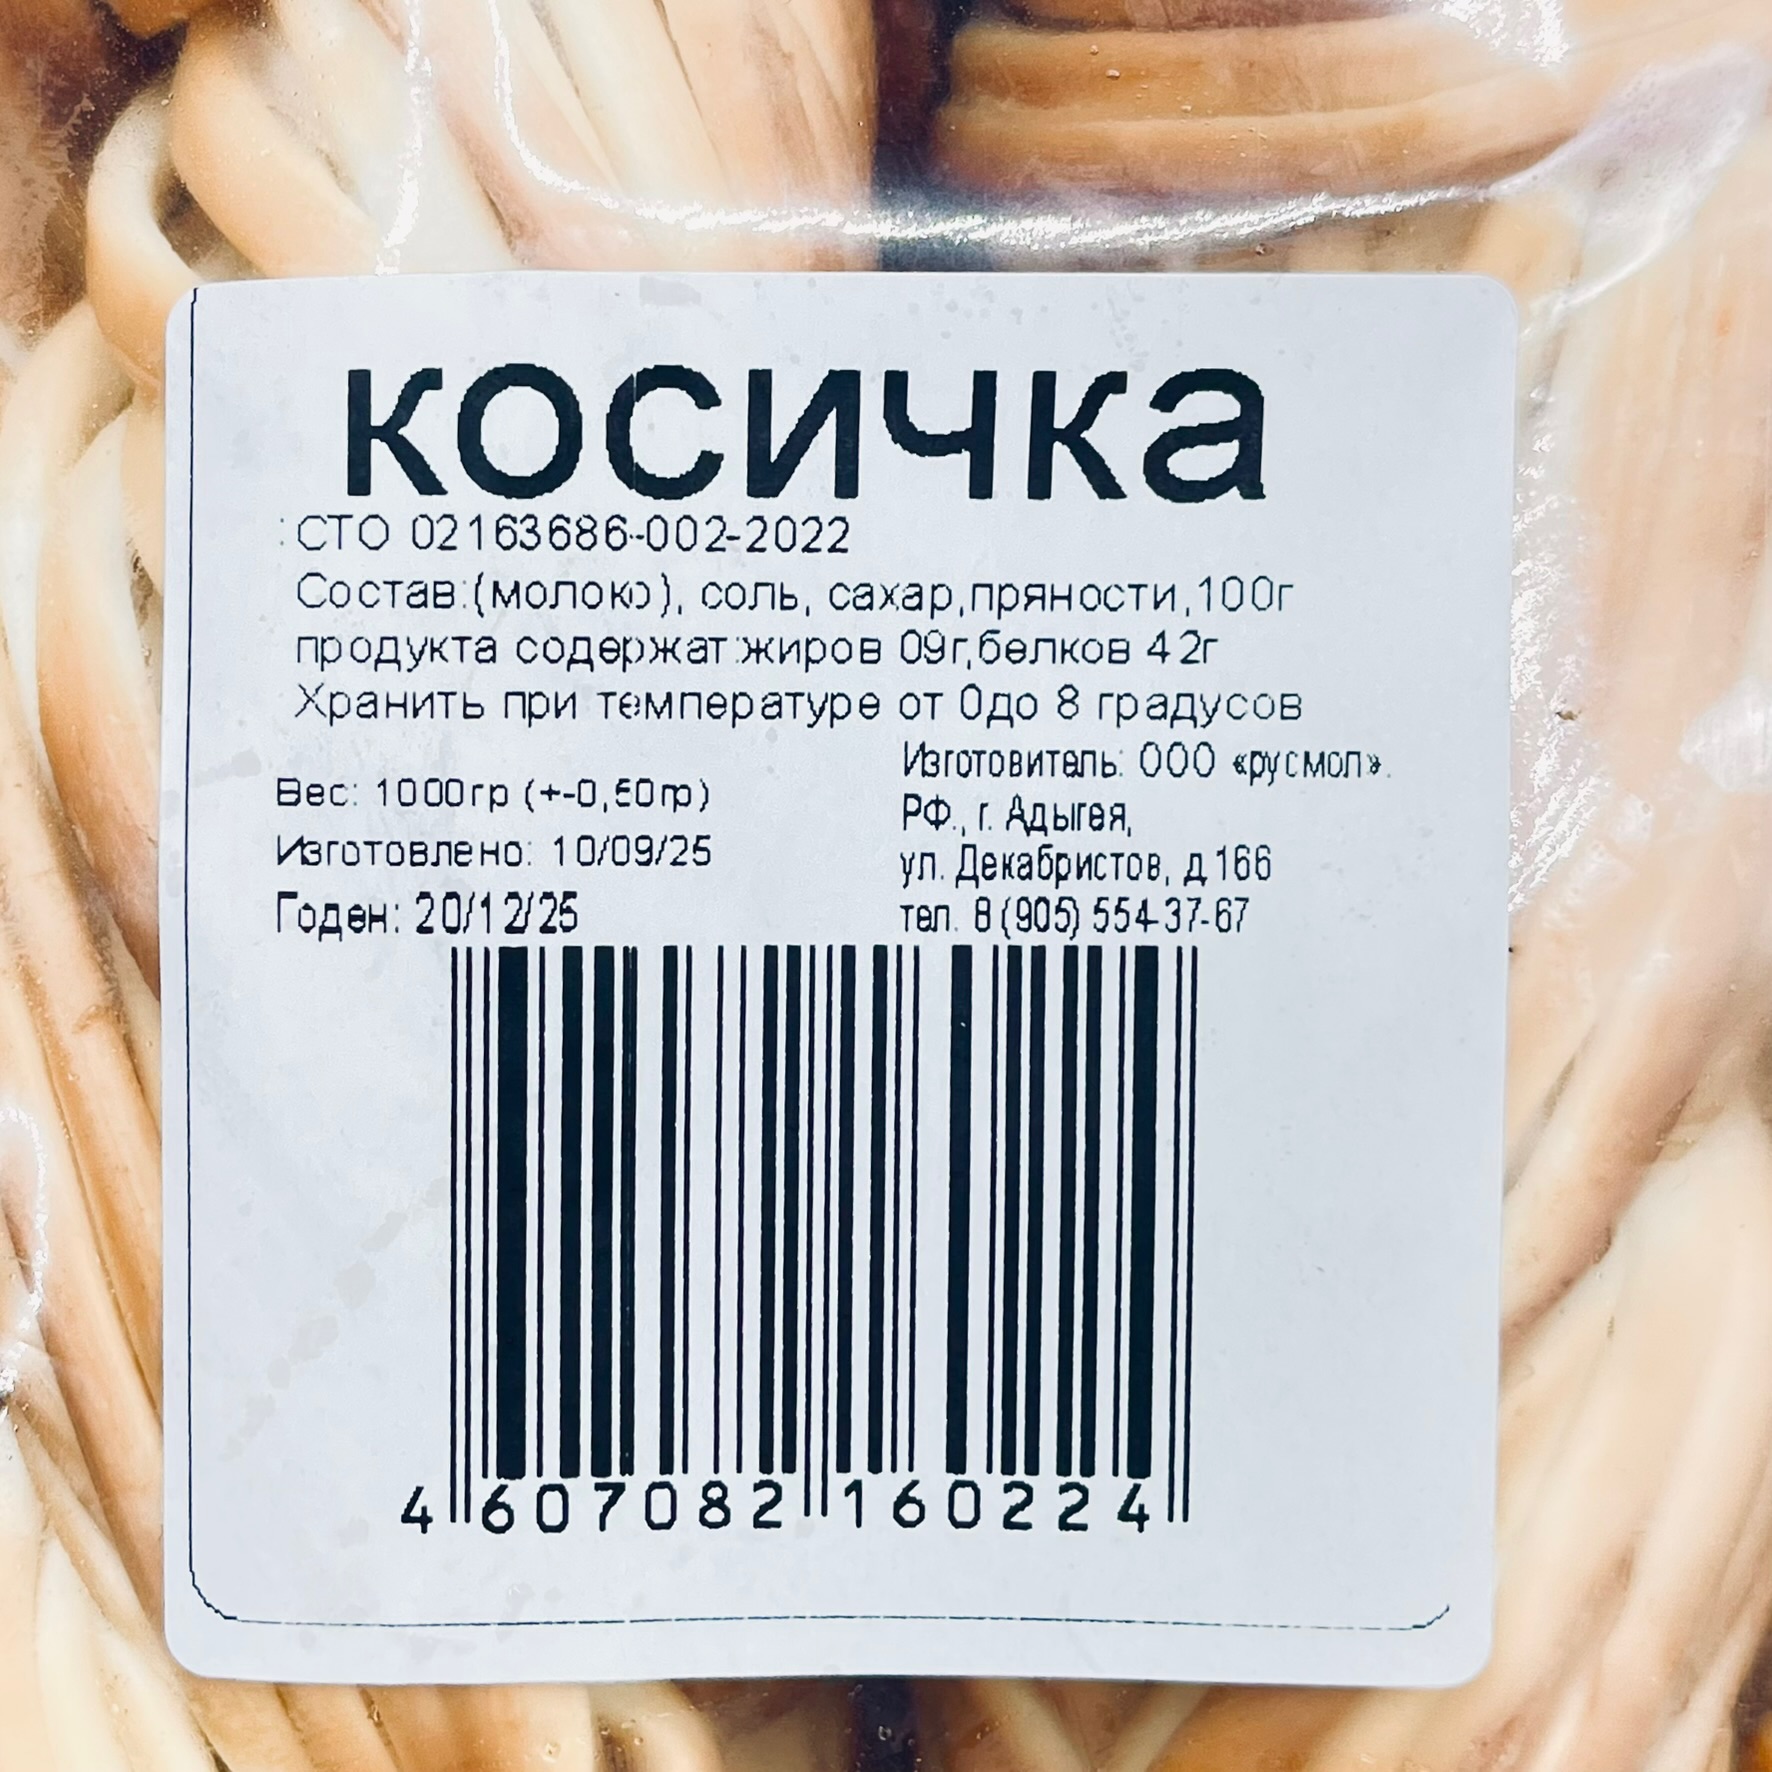 косичка
:СТО 02163686-002-2022
Состав:(молоко), соль, сахар,пряности,100г
продукта содержат:жиров 09г,белков 42г
Хранить при температуре от 0до 8 градусов
Вес: 1000гр (+-0,50гр)
Изготовлено: 10/09/25
Годен: 20/12/25
Изготовитель: ООО «русмол».
РФ., г. Адыгея,
ул. Декабристов, д 166
тел. 8 (905) 554-37-67
4 607082 160224